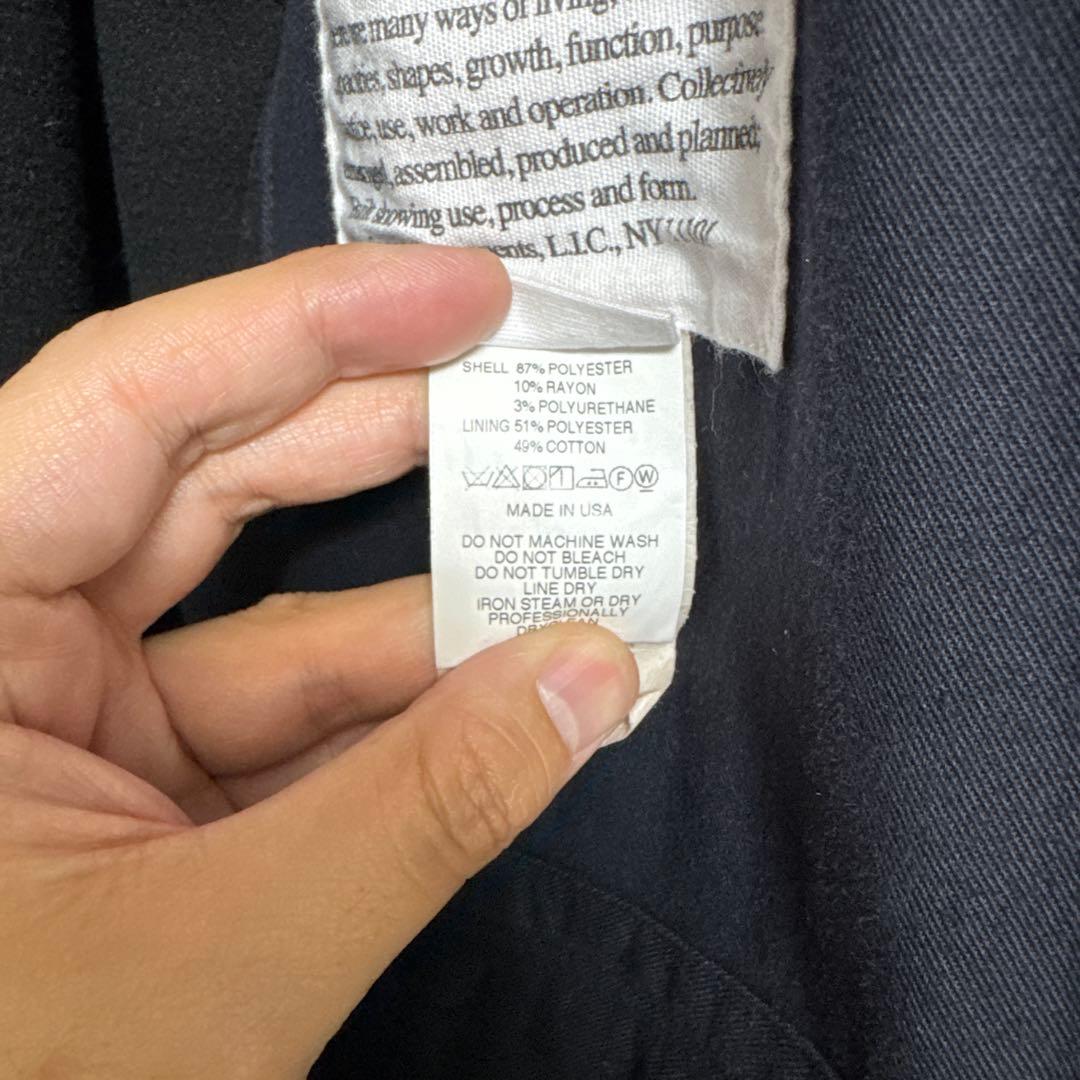 many ways of living,
shapes, growth, function, purpose
use, work and operation. Collectively
assembled, produced and planned;
showing use, process and form.
L.I.C., NY
SHELL 87% POLYESTER
10% RAYON
3% POLYURETHANE
LINING 51% POLYESTER
49% COTTON
F W
MADE IN USA
DO NOT MACHINE WASH
DO NOT BLEACH
DO NOT TUMBLE DRY
LINE DRY
IRON STEAM OR DRY
PROFESSIONALLY
DRYCLEAN